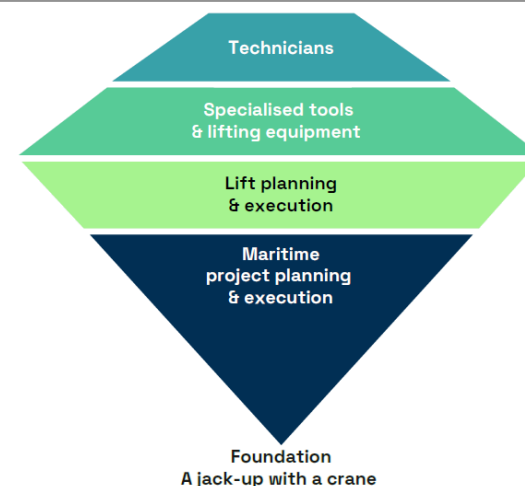 Technicians
Specialised tools
& lifting equipment
Lift planning
& execution
Maritime
project planning
& execution
Foundation
A jack-up with a crane